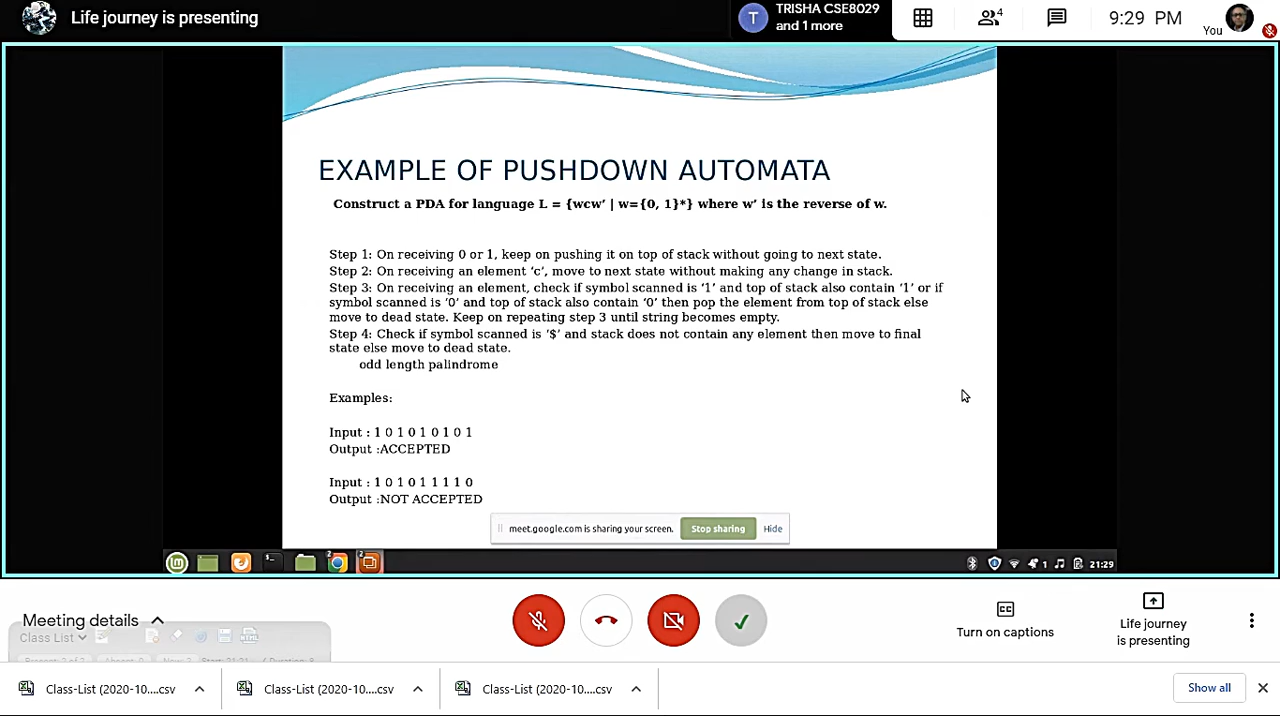 Life journey is presenting
TRISHA CSE8029
and 1 more
T
4
9:29 PM
You
EXAMPLE OF PUSHDOWN AUTOMATA
Construct a PDA for language L = {wcw’ | w={0, 1}*} where w’ is the reverse of w.
Step 1: On receiving 0 or 1, keep on pushing it on top of stack without going to next state.
Step 2: On receiving an element ‘c’, move to next state without making any change in stack.
Step 3: On receiving an element, check if symbol scanned is ‘1’ and top of stack also contain ‘1’ or if
symbol scanned is ‘0’ and top of stack also contain ‘0’ then pop the element from top of stack else
move to dead state. Keep on repeating step 3 until string becomes empty.
Step 4: Check if symbol scanned is ‘$’ and stack does not contain any element then move to final
state else move to dead state.
odd length palindrome
Examples:
Input : 1 0 1 0 1 0 1 0 1
Output :ACCEPTED
Input : 1 0 1 0 1 1 1 1 0
Output :NOT ACCEPTED
meet.google.com is sharing your screen. Stop sharing Hide
2 2 1 21:29
Meeting details
Class List
CC
Turn on captions
Life journey
is presenting
Class-List (2020-10....csv
Class-List (2020-10....csv
Class-List (2020-10....csv
Show all